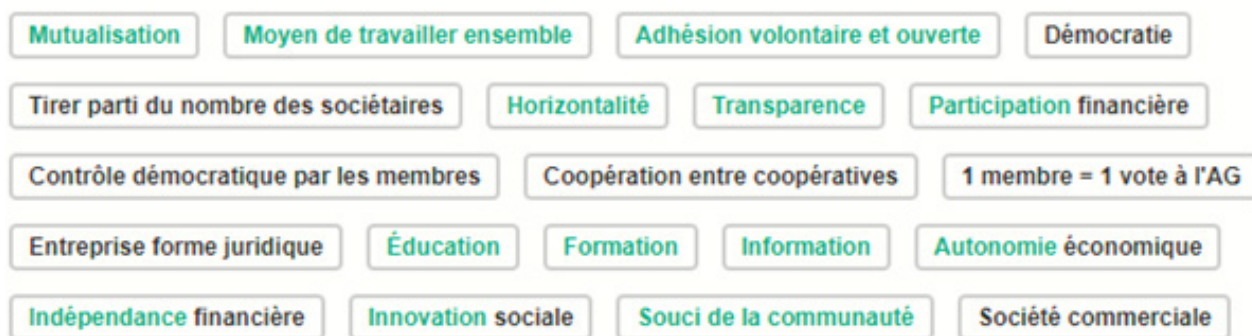 Mutualisation Moyen de travailler ensemble Adhésion volontaire et ouverte Démocratie
Tirer parti du nombre des sociétaires Horizontalité Transparence Participation financière
Contrôle démocratique par les membres Coopération entre coopératives 1 membre = 1 vote à l'AG
Entreprise forme juridique Éducation Formation Information Autonomie économique
Indépendance financière Innovation sociale Souci de la communauté Société commerciale